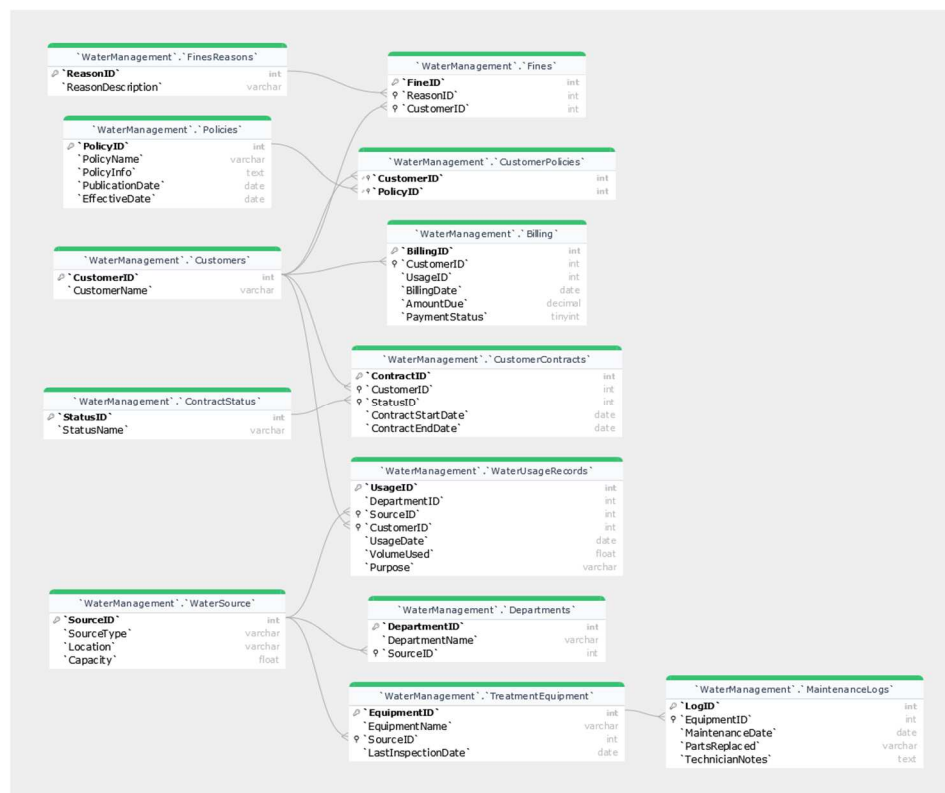 `WaterManagement`.`FinesReasons`
`ReasonID` int
`ReasonDescription` varchar
`WaterManagement`.`Fines`
`FineID` int
`ReasonID` int
`CustomerID` int
`WaterManagement`.`Policies`
`PolicyID` int
`PolicyName` varchar
`PolicyInfo` text
`PublicationDate` date
`EffectiveDate` date
`WaterManagement`.`CustomerPolicies`
`CustomerID` int
`PolicyID` int
`WaterManagement`.`Billing`
`BillingID` int
`CustomerID` int
`UsageID` int
`BillingDate` date
`AmountDue` decimal
`PaymentStatus` tinyint
`WaterManagement`.`Customers`
`CustomerID` int
`CustomerName` varchar
`WaterManagement`.`CustomerContracts`
`ContractID` int
`CustomerID` int
`StatusID` int
`ContractStartDate` date
`ContractEndDate` date
`WaterManagement`.`ContractStatus`
`StatusID` int
`StatusName` varchar
`WaterManagement`.`WaterUsageRecords`
`UsageID` int
`DepartmentID` int
`SourceID` int
`CustomerID` int
`UsageDate` date
`VolumeUsed` float
`Purpose` varchar
`WaterManagement`.`WaterSource`
`SourceID` int
`SourceType` varchar
`Location` varchar
`Capacity` float
`WaterManagement`.`Departments`
`DepartmentID` int
`DepartmentName` varchar
`SourceID` int
`WaterManagement`.`TreatmentEquipment`
`EquipmentID` int
`EquipmentName` varchar
`SourceID` int
`LastInspectionDate` date
`WaterManagement`.`MaintenanceLogs`
`LogID` int
`EquipmentID` int
`MaintenanceDate` date
`PartsReplaced` varchar
`TechnicianNotes` text